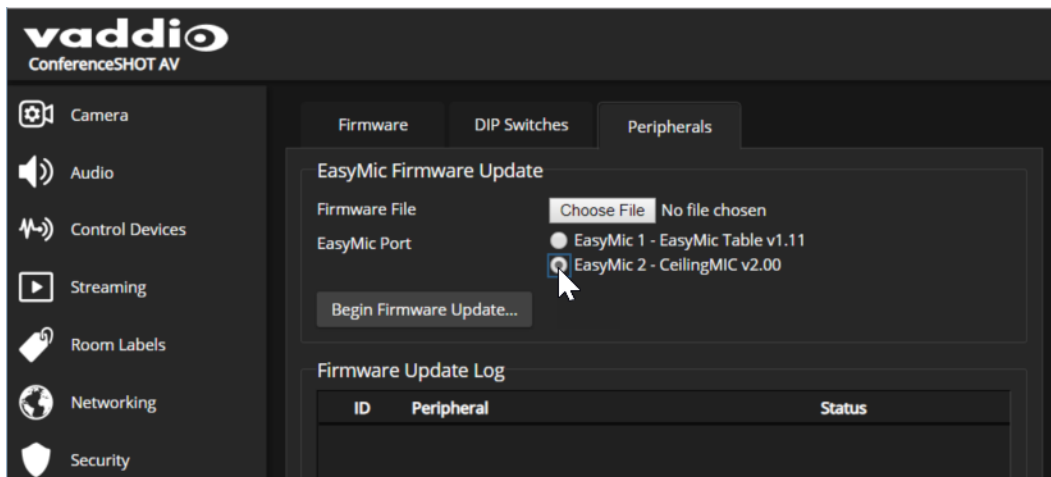 vaddio
ConferenceSHOT AV
Camera
Audio
Control Devices
Streaming
Room Labels
Networking
Security
Firmware DIP Switches Peripherals
EasyMic Firmware Update
Firmware File Choose File No file chosen
EasyMic Port EasyMic 1 - EasyMic Table v1.11
EasyMic 2 - CeilingMIC v2.00
Begin Firmware Update...
Firmware Update Log
ID Peripheral Status